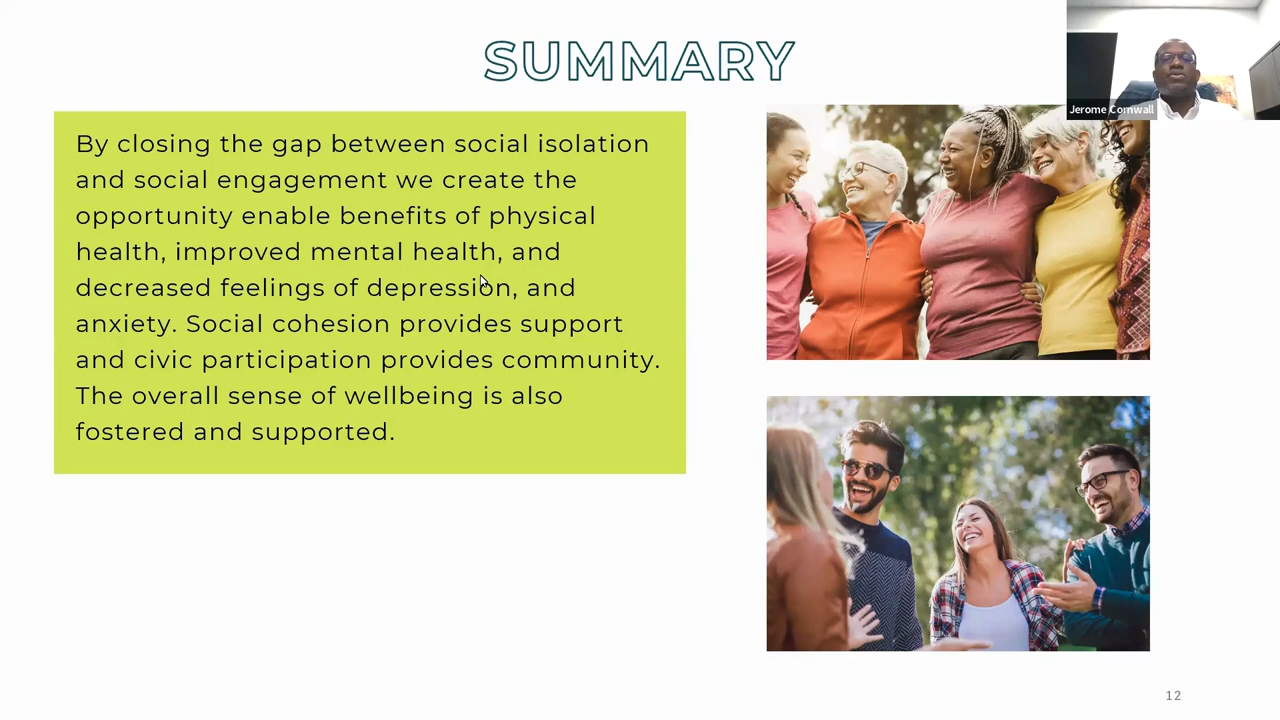 SUMMARY
Jerome Cornwall
By closing the gap between social isolation
and social engagement we create the
opportunity enable benefits of physical
health, improved mental health, and
decreased feelings of depression, and
anxiety. Social cohesion provides support
and civic participation provides community.
The overall sense of wellbeing is also
fostered and supported.
12